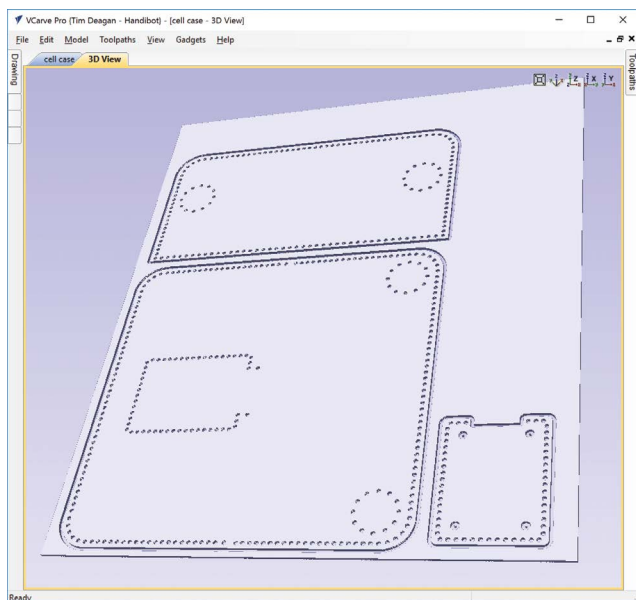 VCarve Pro (Tim Deagan - Handibot) - [cell case - 3D View]
File Edit Model Toolpaths View Gadgets Help
Drawing
cell case 3D View
Toolpaths
Z X Y
Ready